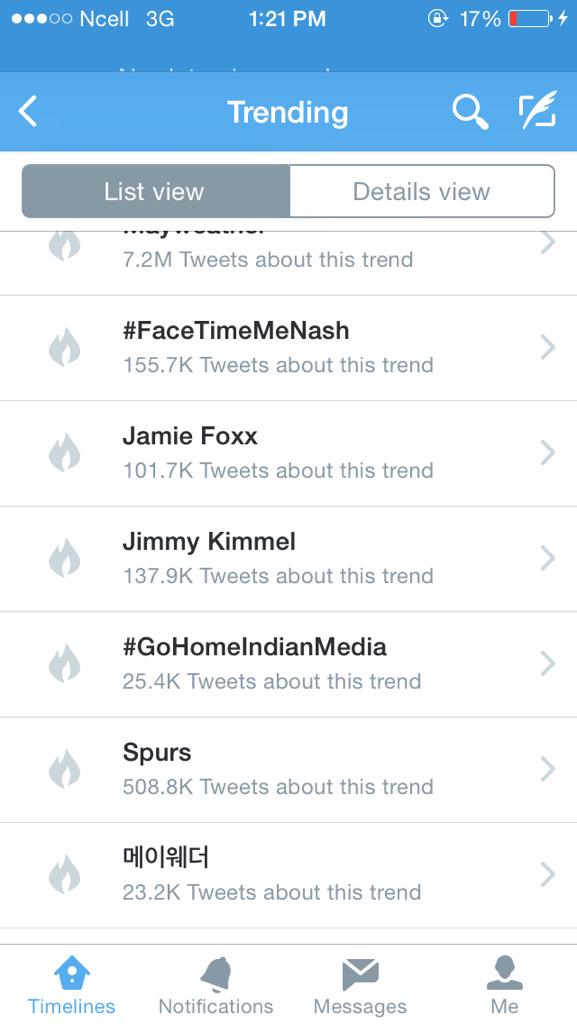 Ncell 3G 1:21 PM 17%
Trending
List view Details view
Mayweather
7.2M Tweets about this trend
#FaceTimeMeNash
155.7K Tweets about this trend
Jamie Foxx
101.7K Tweets about this trend
Jimmy Kimmel
137.9K Tweets about this trend
#GoHomeIndianMedia
25.4K Tweets about this trend
Spurs
508.8K Tweets about this trend
메이웨더
23.2K Tweets about this trend
Timelines Notifications Messages Me